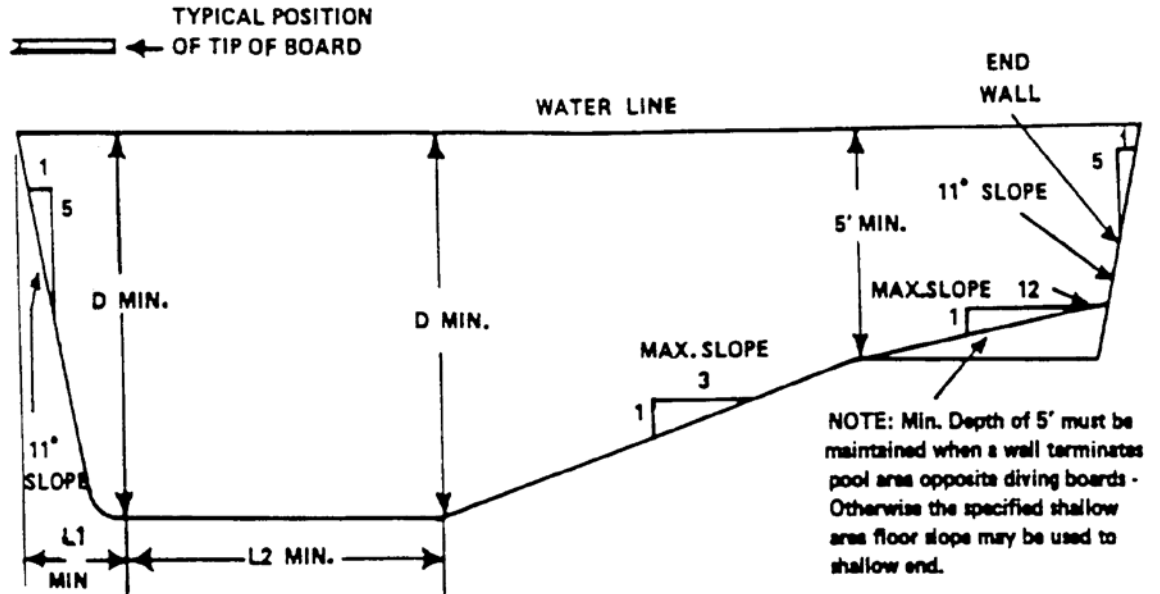 TYPICAL POSITION
OF TIP OF BOARD
END
WALL
WATER LINE
1
5
1
5
11° SLOPE
5' MIN.
D MIN.
D MIN.
MAX. SLOPE
12
1
MAX. SLOPE
3
1
11°
SLOPE
NOTE: Min. Depth of 5' must be
maintained when a wall terminates
pool area opposite diving boards -
Otherwise the specified shallow
area floor slope may be used to
shallow end.
L1
MIN
L2 MIN.